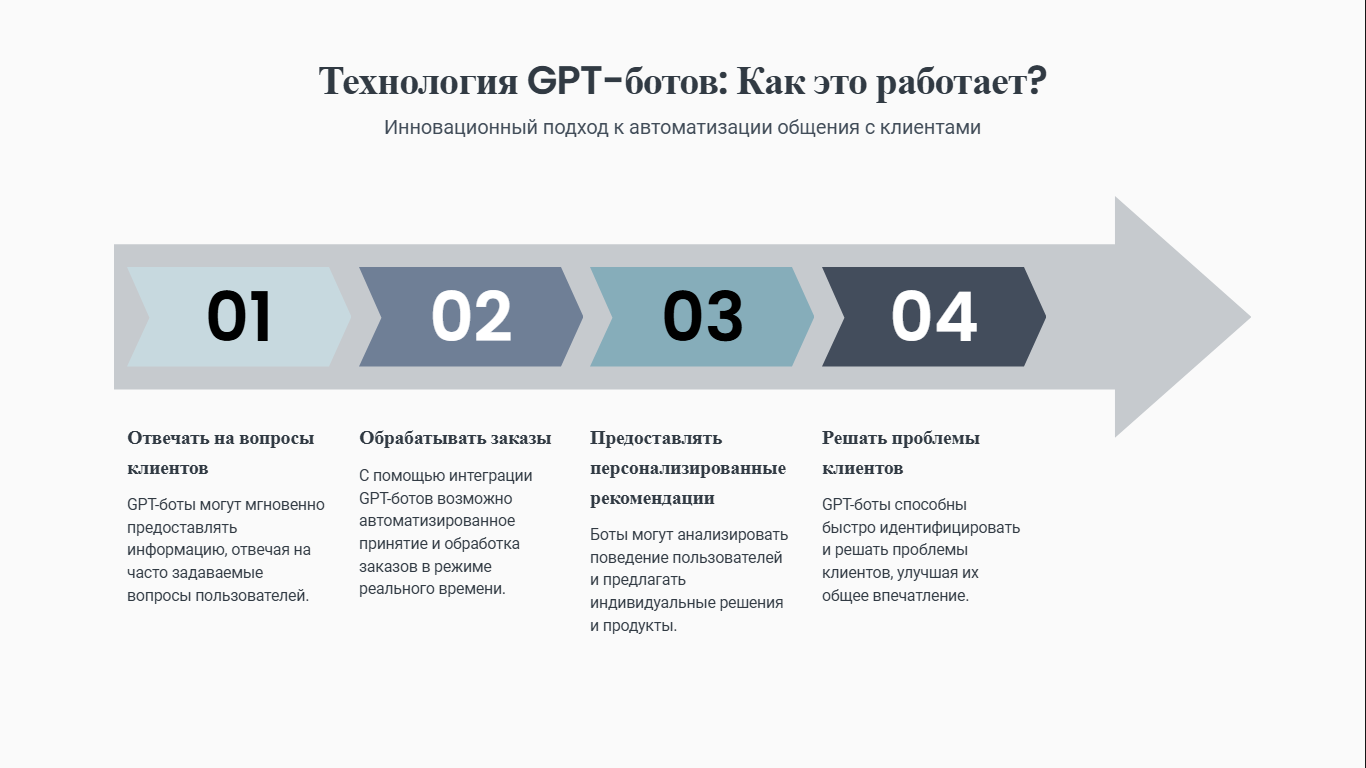 Технология GPT-ботов: Как это работает?
Инновационный подход к автоматизации общения с клиентами
01
02
03
04
Отвечать на вопросы
клиентов
GPT-боты могут мгновенно
предоставлять
информацию, отвечая на
часто задаваемые
вопросы пользователей.
Обрабатывать заказы
С помощью интеграции
GPT-ботов возможно
автоматизированное
принятие и обработка
заказов в режиме
реального времени.
Предоставлять
персонализированные
рекомендации
Боты могут анализировать
поведение пользователей
и предлагать
индивидуальные решения
и продукты.
Решать проблемы
клиентов
GPT-боты способны
быстро идентифицировать
и решать проблемы
клиентов, улучшая их
общее впечатление.